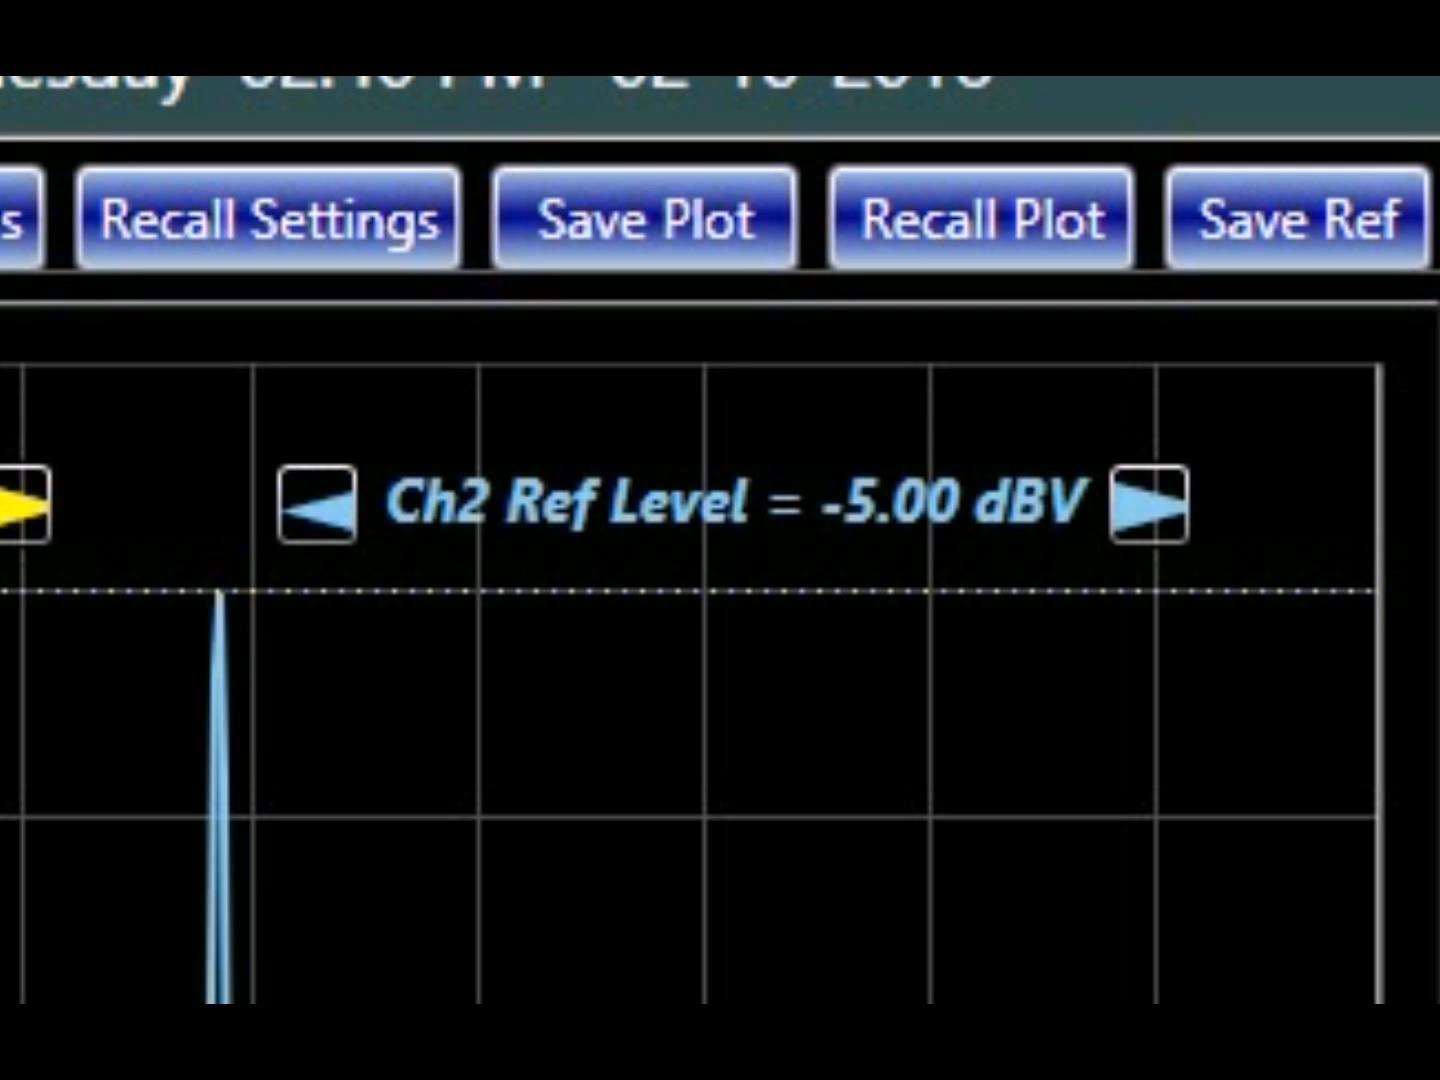 Recall Settings Save Plot Recall Plot Save Ref
Ch2 Ref Level = -5.00 dBV